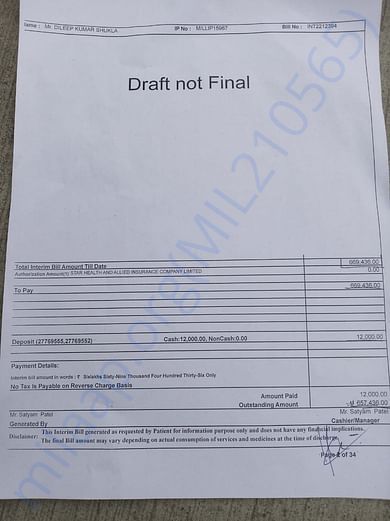 Name : Mr. DILEEP KUMAR SHUKLA IP No : MILLIP15967 Bill No : INT2212394
Draft not Final
Total Interim Bill Amount Till Date 669,436.00
Authorization Amount(1) STAR HEALTH AND ALLIED INSURANCE COMPANY LIMITED 0.00
To Pay 669,436.00
Deposit (27769555,27769552) Cash:12,000.00, NonCash:0.00 12,000.00
Payment Details:
Interim bill amount in words : ₹ Sixlakhs Sixty-Nine Thousand Four Hundred Thirty-Six Only
No Tax Is Payable on Reverse Charge Basis
Amount Paid 12,000.00
Outstanding Amount 657,436.00
Mr. Satyam Patel Mr. Satyam Patel
Generated By Cashier/Manager
Disclaimer: This Interim Bill generated as requested by Patient for information purpose only and does not have any financial implications.
The final Bill amount may vary depending on actual consumption of services and medicines at the time of discharge.
Page of 34
milaap.org(MIL210565)